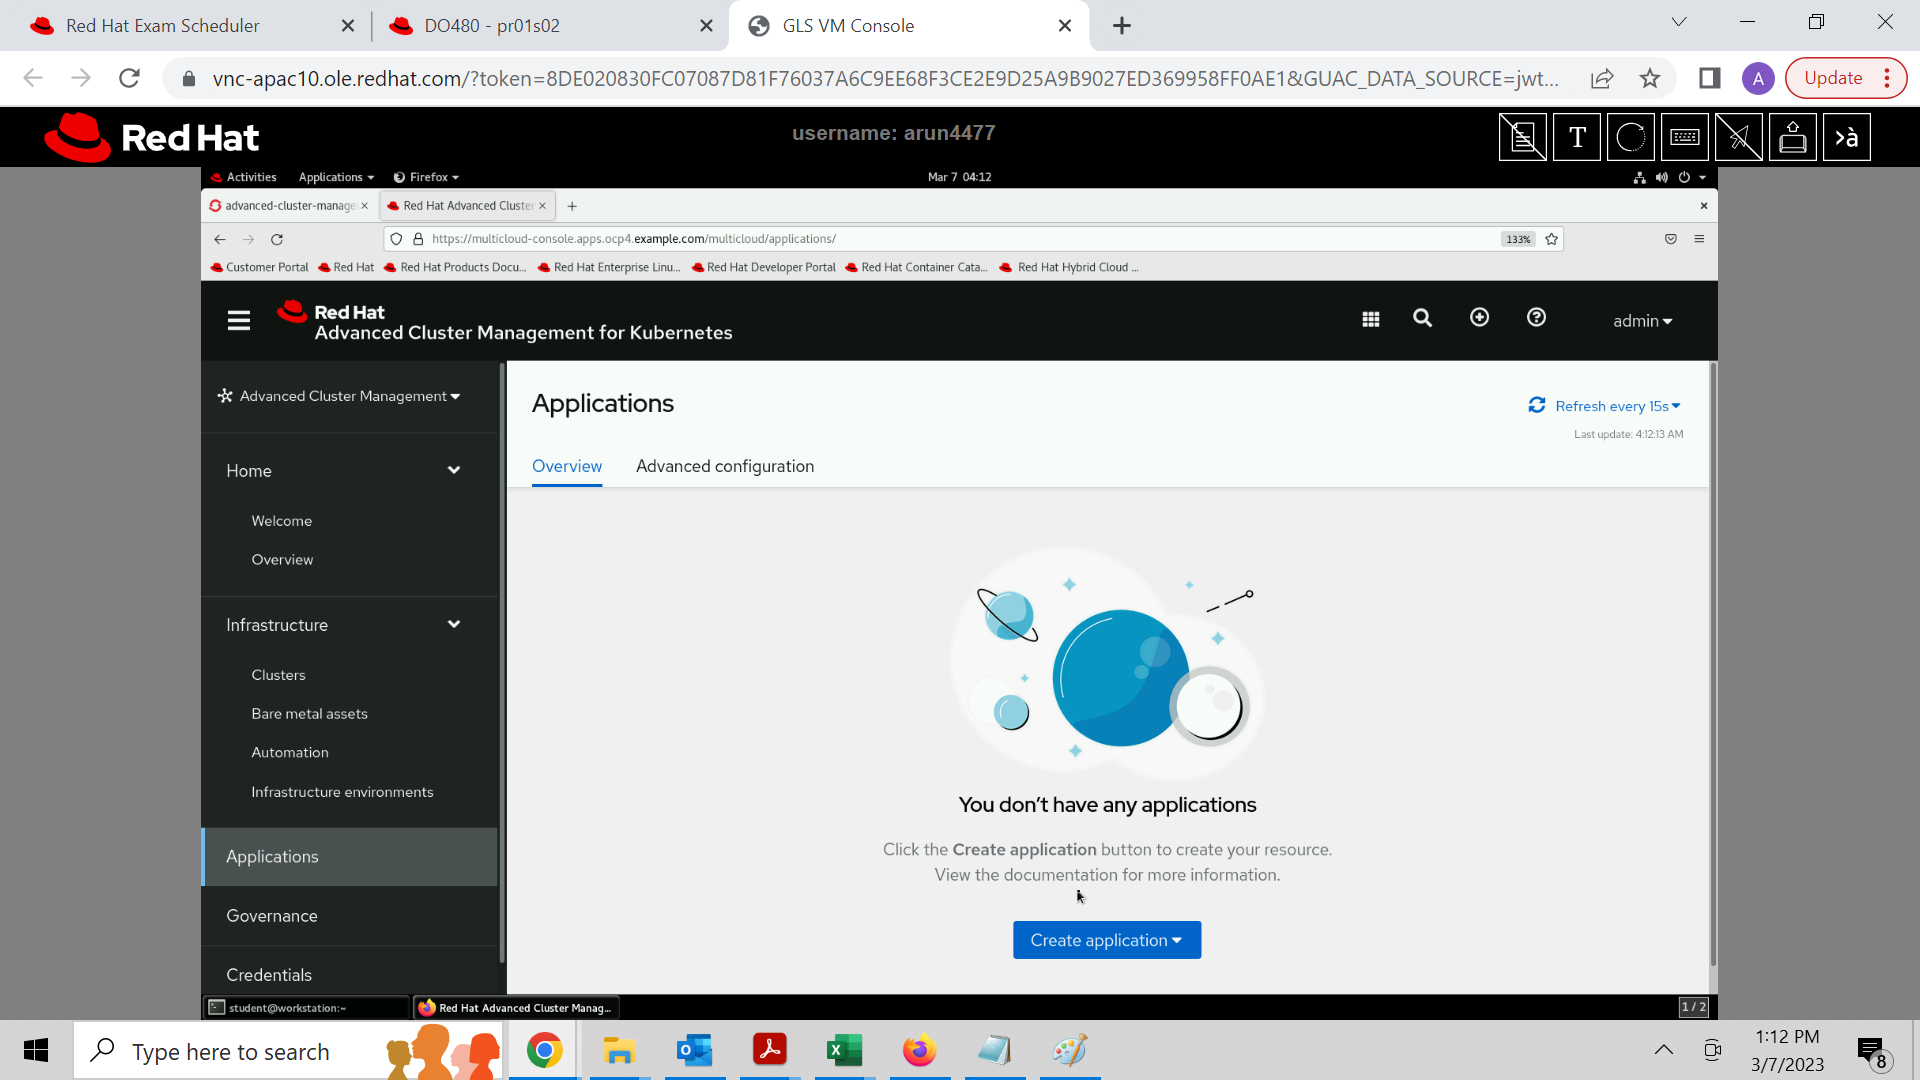 Red Hat Exam Scheduler
DO480 - pr01s02
GLS VM Console
vnc-apac10.ole.redhat.com/?token=8DE020830FC07087D81F76037A6C9EE68F3CE2E9D25A9B9027ED369958FF0AE1&GUAC_DATA_SOURCE=jwt...
A
Update
Red Hat
username: arun4477
T
>à
Activities
Applications
Firefox
Mar 7 04:12
advanced-cluster-manage
Red Hat Advanced Cluster
https://multicloud-console.apps.ocp4.example.com/multicloud/applications/
133%
Customer Portal
Red Hat
Red Hat Products Docu...
Red Hat Enterprise Linu...
Red Hat Developer Portal
Red Hat Container Cata...
Red Hat Hybrid Cloud ...
Red Hat
Advanced Cluster Management for Kubernetes
admin
Advanced Cluster Management
Home
Welcome
Overview
Infrastructure
Clusters
Bare metal assets
Automation
Infrastructure environments
Applications
Governance
Credentials
Applications
Refresh every 15s
Last update: 4:12:13 AM
Overview
Advanced configuration
You don't have any applications
Click the Create application button to create your resource.
View the documentation for more information.
Create application
student@workstation:~
Red Hat Advanced Cluster Manag...
1 / 2
Type here to search
1:12 PM
3/7/2023
8